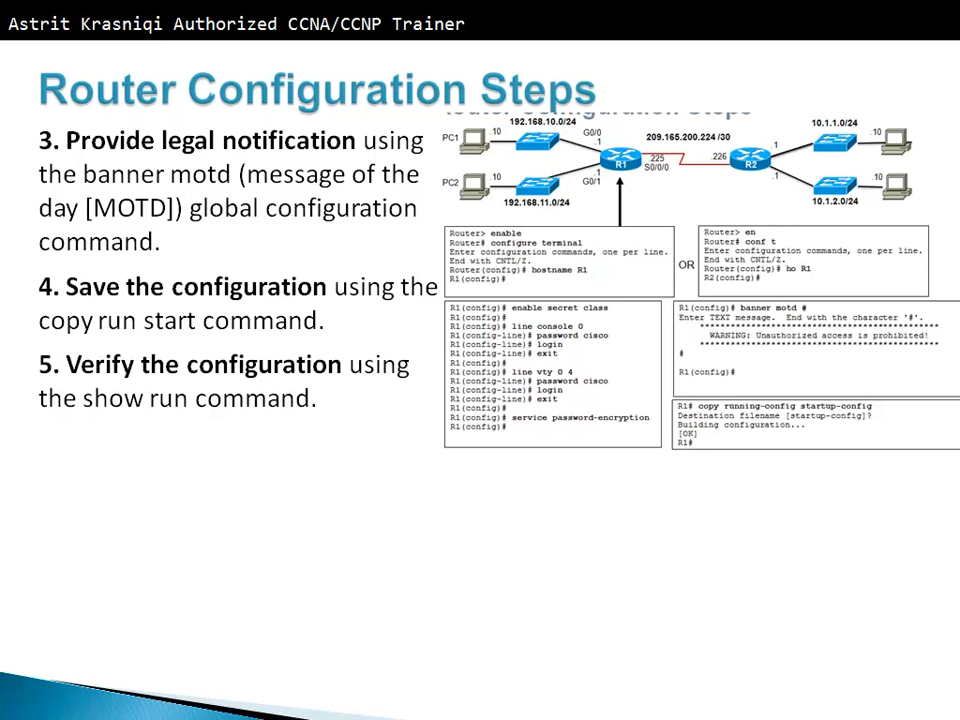 Astrit Krasniqi Authorized CCNA/CCNP Trainer
Router Configuration Steps
3. Provide legal notification using
the banner motd (message of the
day [MOTD]) global configuration
command.
4. Save the configuration using the
copy run start command.
5. Verify the configuration using
the show run command.
PC1
.10
192.168.10.0/24
G0/0
.1
209.165.200.224 /30
10.1.1.0/24
.10
.1
R1
.225
S0/0/0
.226
R2
PC2
.10
192.168.11.0/24
.1
G0/1
.1
10.1.2.0/24
.10
Router> enable
Router# configure terminal
Enter configuration commands, one per line.
End with CNTL/Z.
Router(config)# hostname R1
R1(config)#
OR
Router> en
Router# conf t
Enter configuration commands, one per line.
End with CNTL/Z.
Router(config)# ho R1
R2(config)#
R1(config)# enable secret class
R1(config)#
R1(config)# line console 0
R1(config-line)# password cisco
R1(config-line)# login
R1(config-line)# exit
R1(config)#
R1(config)# line vty 0 4
R1(config-line)# password cisco
R1(config-line)# login
R1(config-line)# exit
R1(config)#
R1(config)# service password-encryption
R1(config)#
R1(config)# banner motd #
Enter TEXT message. End with the character '#'.
***********************************************
WARNING: Unauthorized access is prohibited!
***********************************************
#
R1(config)#
R1# copy running-config startup-config
Destination filename [startup-config]?
Building configuration...
[OK]
R1#